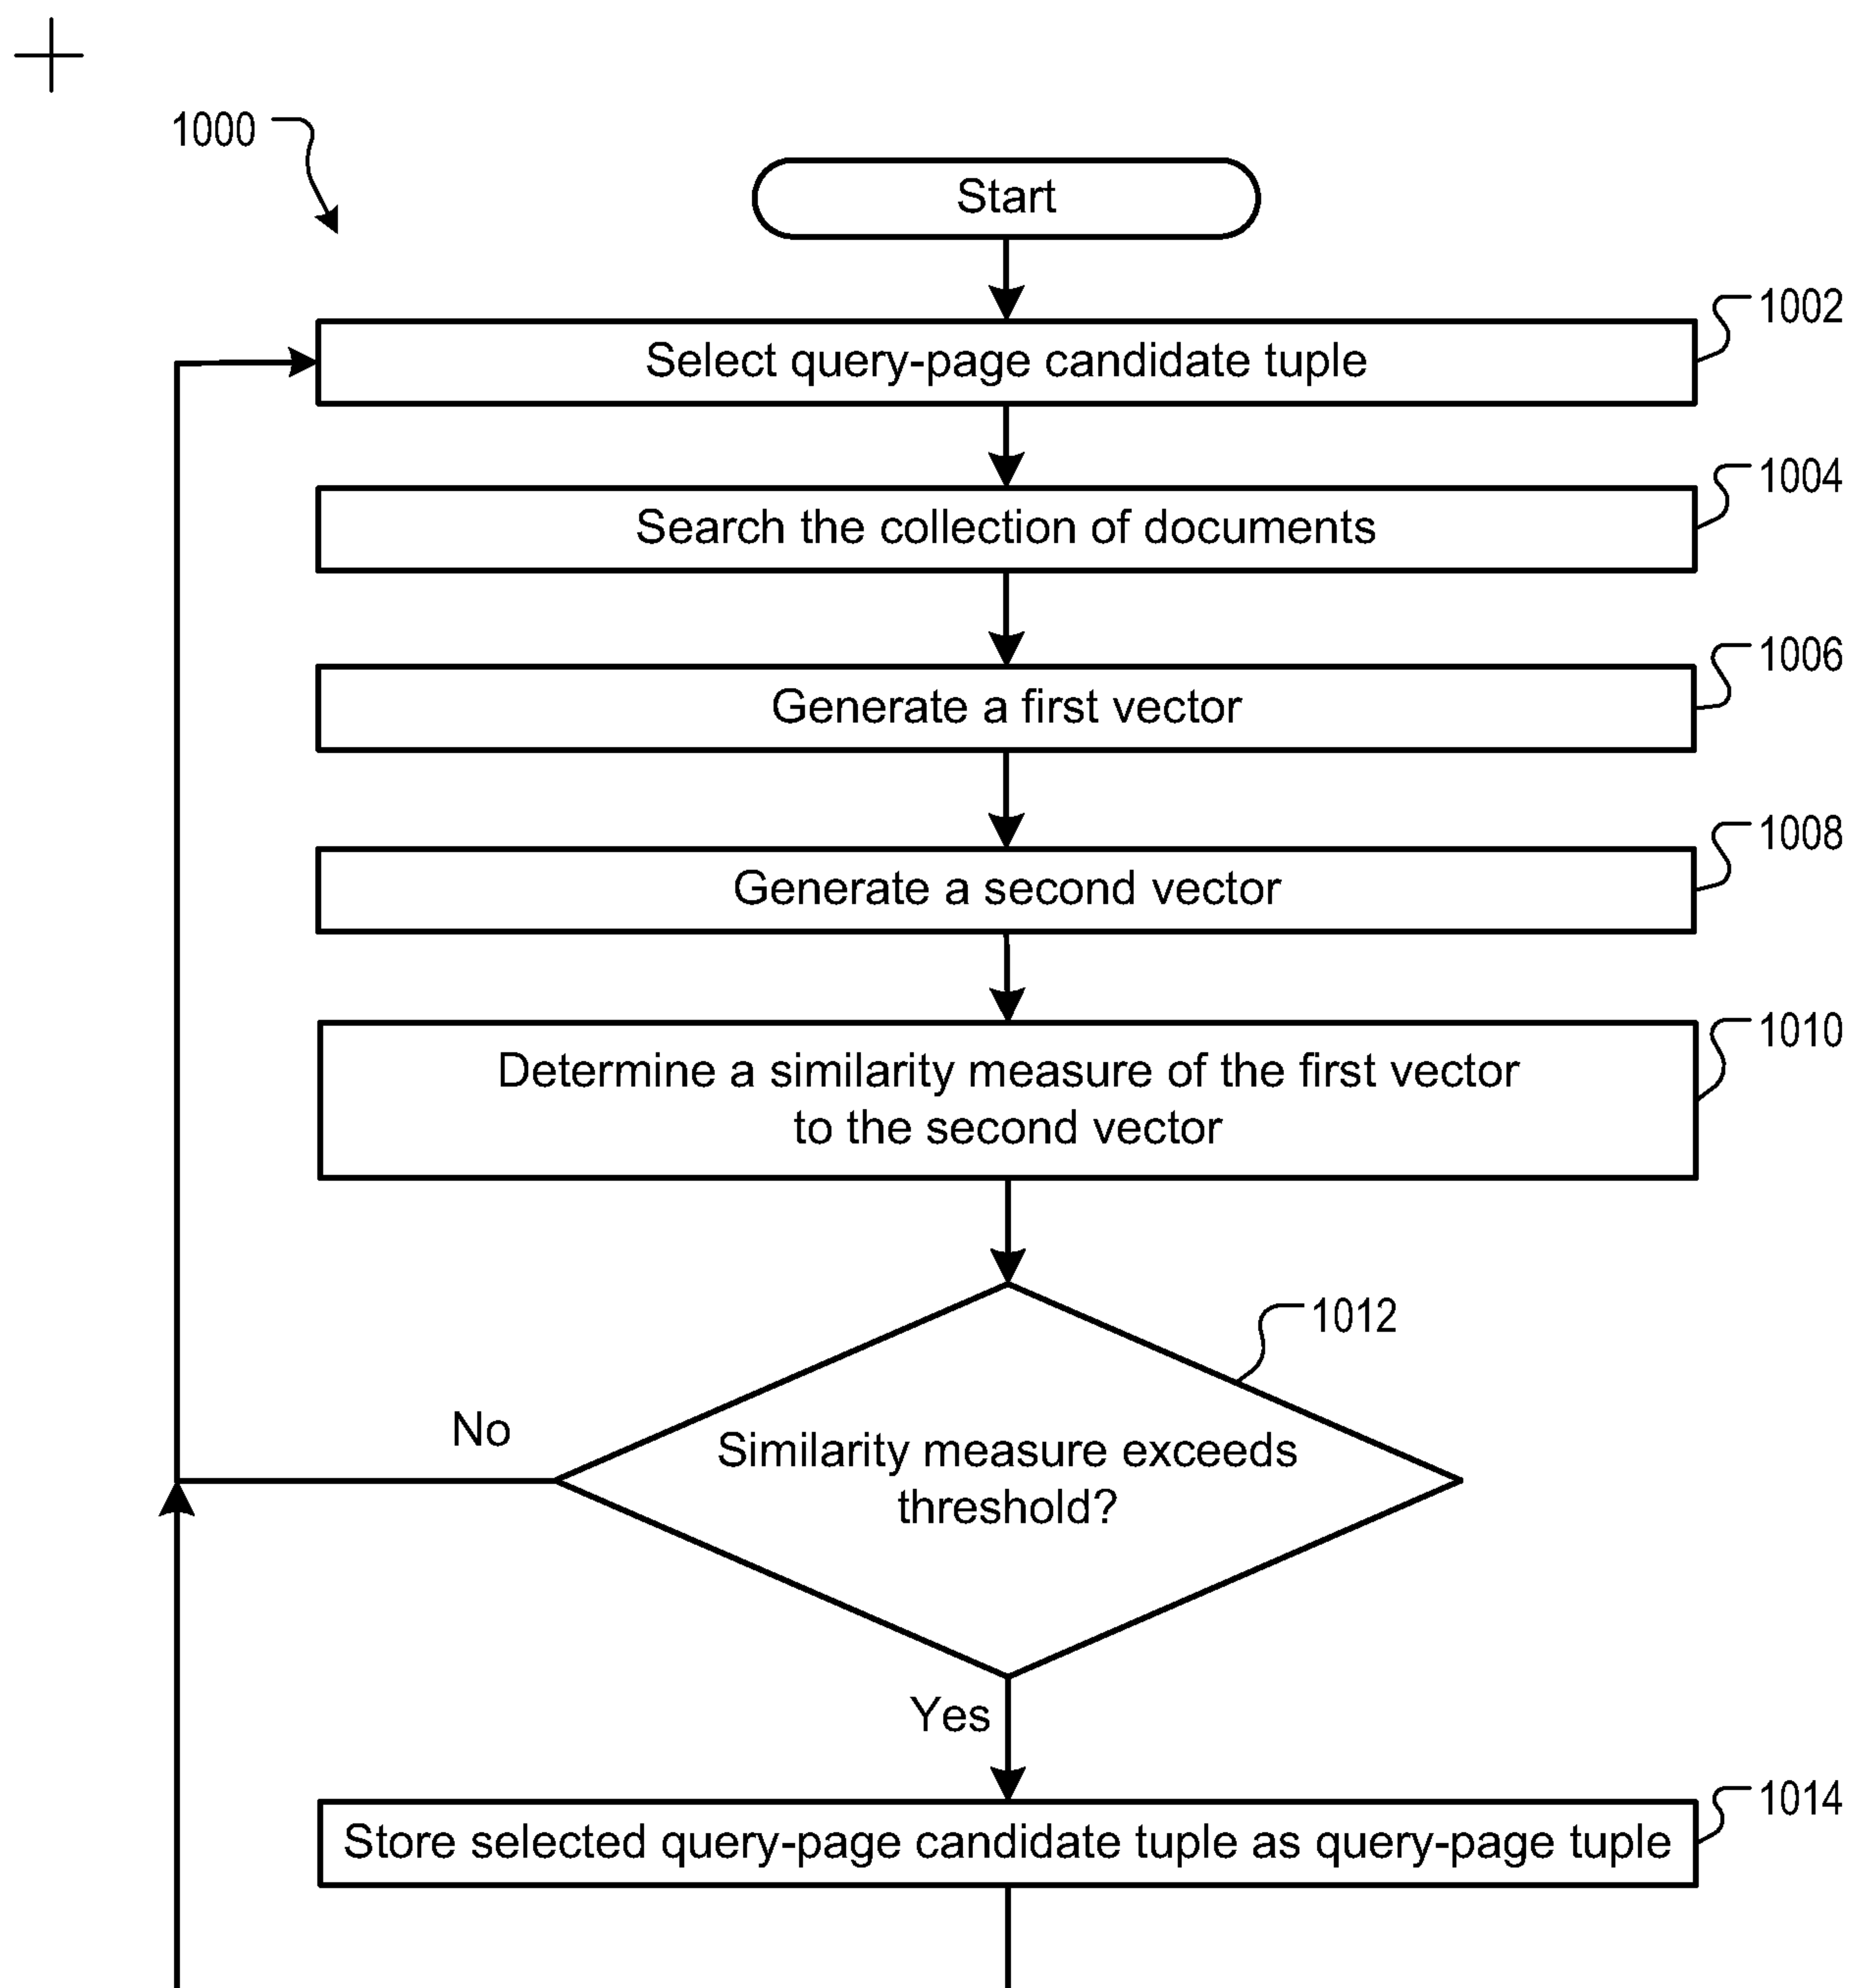 1000
Start
1002
Select query-page candidate tuple
1004
Search the collection of documents
1006
Generate a first vector
1008
Generate a second vector
1010
Determine a similarity measure of the first vector
to the second vector
1012
No
Similarity measure exceeds
threshold?
Yes
1014
Store selected query-page candidate tuple as query-page tuple